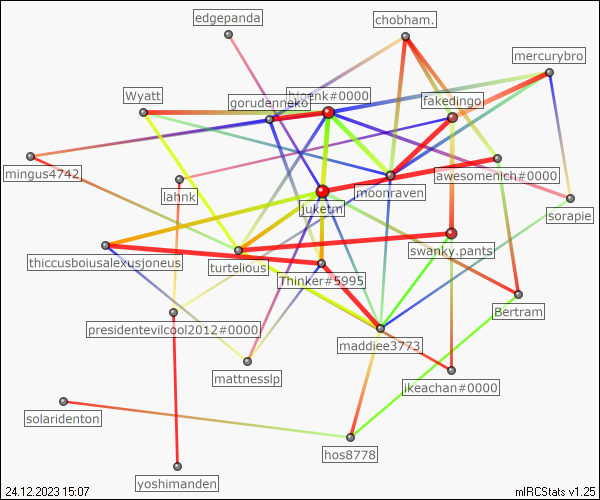 edgepanda
chobham.
mercurybro
Wyatt
gorudenneko
#0000
fakedingo
mingus4742
awesomenich#0000
lahnk
moonraven
juketm
sorapie
swanky.pants
thiccusboiusalexusjoneus
turtelious
Thinker#5995
Bertram
presidentevilcool2012#0000
maddiee3773
mattnesslp
ikeachan#0000
solaridenton
hos8778
yoshimanden
24.12.2023 15:07
mIRCStats v1.25